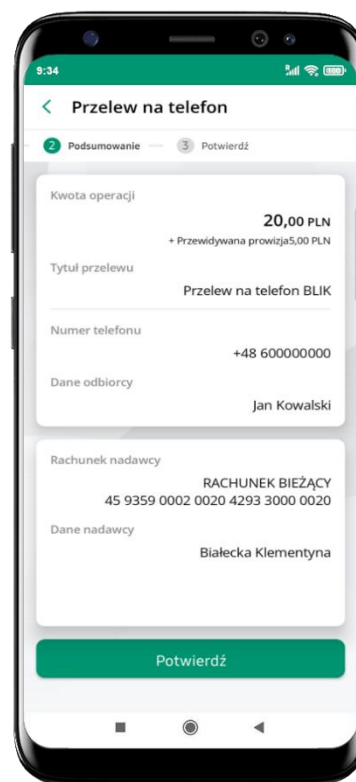 9:34
Przelew na telefon
2 Podsumowanie 3 Potwierdź
Kwota operacji
20,00 PLN
+ Przewidywana prowizja5,00 PLN
Tytuł przelewu
Przelew na telefon BLIK
Numer telefonu
+48 600000000
Dane odbiorcy
Jan Kowalski
Rachunek nadawcy
RACHUNEK BIEŻĄCY
45 9359 0002 0020 4293 3000 0020
Dane nadawcy
Białecka Klementyna
Potwierdź